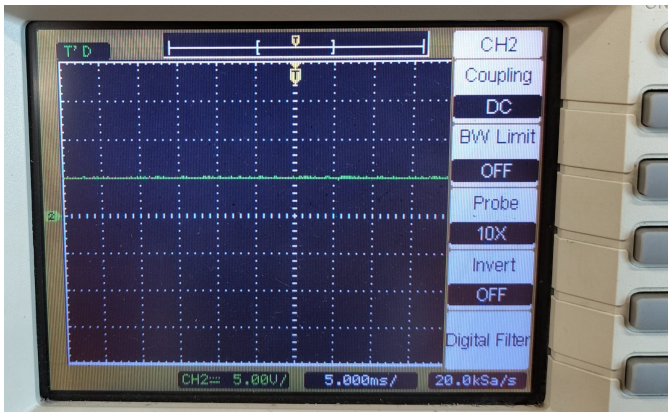 T'D
T
CH2
T
Coupling
DC
BW Limit
OFF
2
Probe
10X
Invert
OFF
Digital Filter
CH2 5.00V/ 5.000ms/ 20.0kSa/s